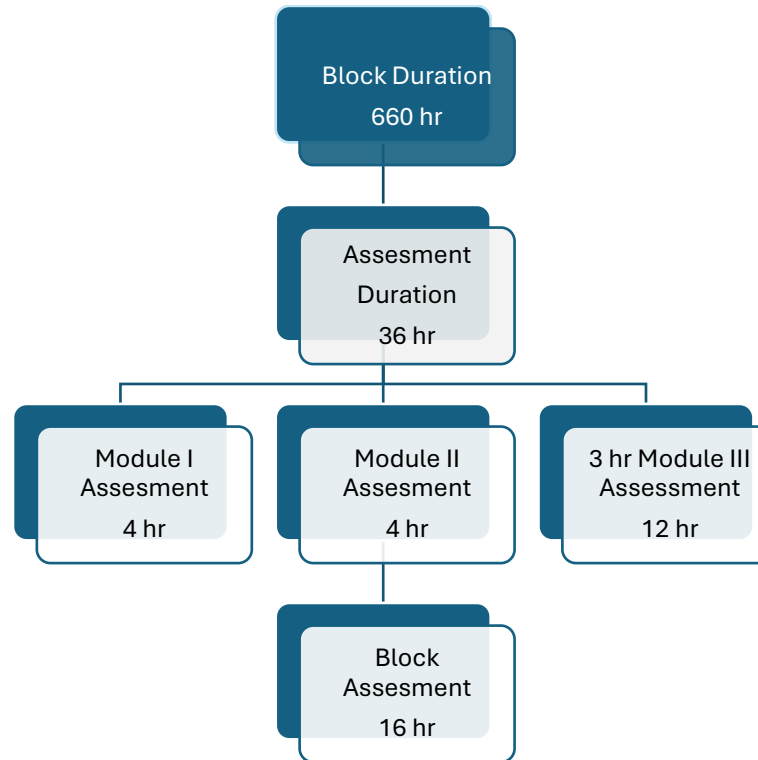 Block Duration
660 hr
Assesment
Duration
36 hr
Module I
Assesment
4 hr
Module II
Assesment
4 hr
3 hr Module III
Assessment
12 hr
Block
Assesment
16 hr